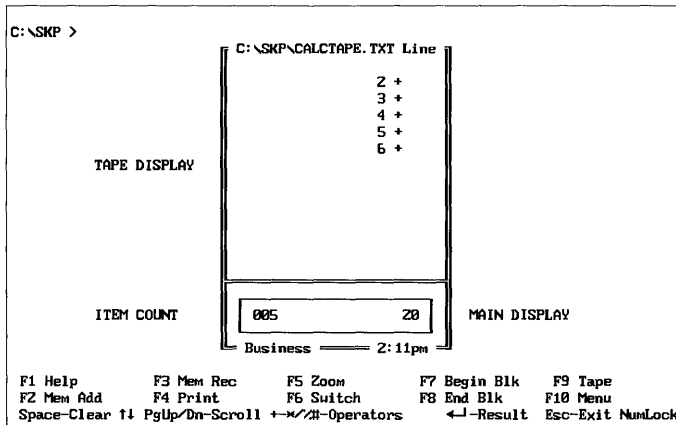 C:\SKP >
C:\SKP\CALCTAPE.TXT Line
2 +
3 +
4 +
5 +
6 +
TAPE DISPLAY
ITEM COUNT 005 20 MAIN DISPLAY
Business 2:11pm
F1 Help F3 Mem Rec F5 Zoom F7 Begin Blk F9 Tape
F2 Mem Add F4 Print F6 Switch F8 End Blk F10 Menu
Space-Clear ↑↓ PgUp/Dn-Scroll +-×/%#-Operators ↵-Result Esc-Exit NumLock